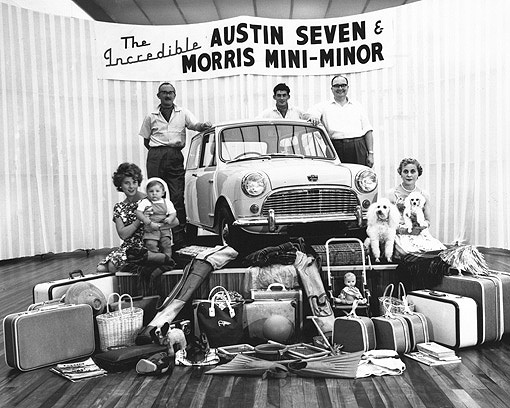 The Incredible AUSTIN SEVEN &
MORRIS MINI-MINOR